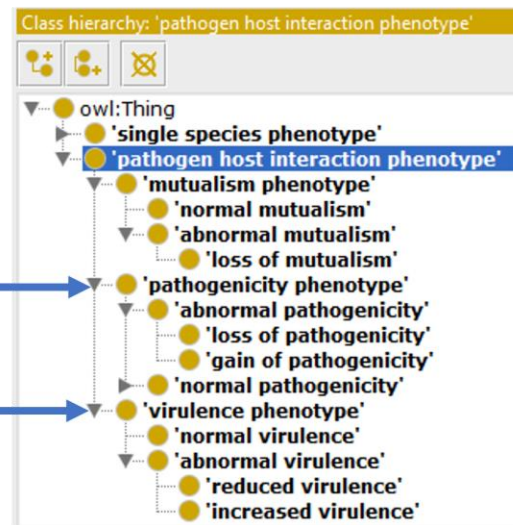 Class hierarchy: 'pathogen host interaction phenotype'
owl:Thing
'single species phenotype'
'pathogen host interaction phenotype'
'mutualism phenotype'
'normal mutualism'
'abnormal mutualism'
'loss of mutualism'
'pathogenicity phenotype'
'abnormal pathogenicity'
'loss of pathogenicity'
'gain of pathogenicity'
'normal pathogenicity'
'virulence phenotype'
'normal virulence'
'abnormal virulence'
'reduced virulence'
'increased virulence'